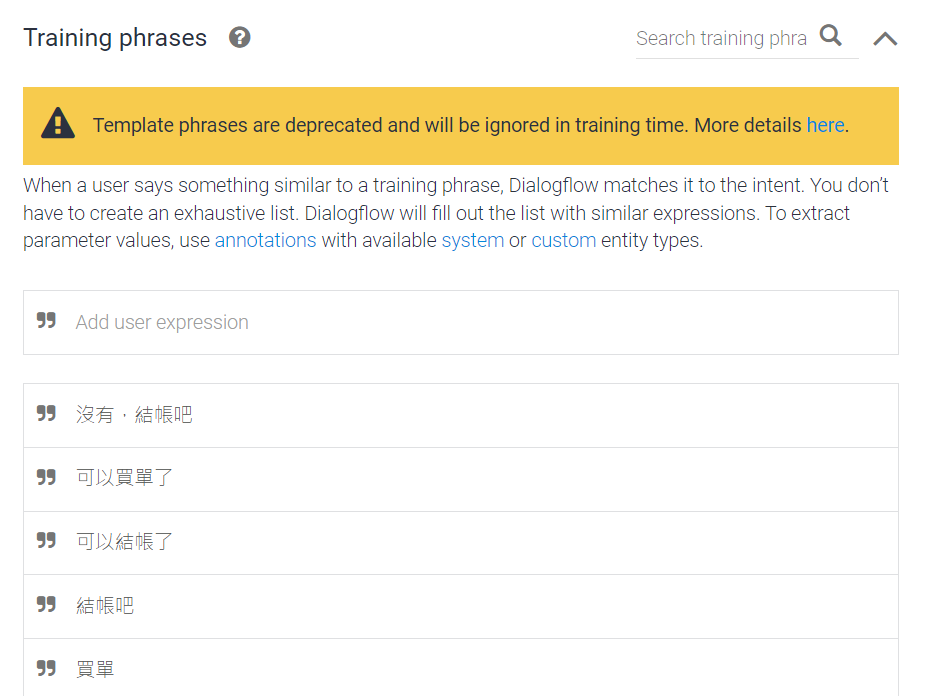 Training phrases
Search training phra
Template phrases are deprecated and will be ignored in training time. More details here.
When a user says something similar to a training phrase, Dialogflow matches it to the intent. You don't
have to create an exhaustive list. Dialogflow will fill out the list with similar expressions. To extract
parameter values, use annotations with available system or custom entity types.
Add user expression
沒有，結帳吧
可以買單了
可以結帳了
結帳吧
買單